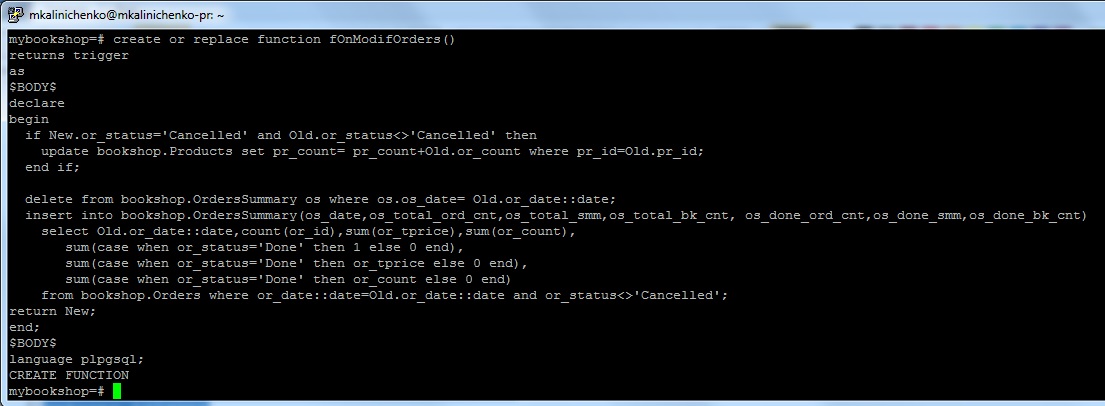 mkalinichenko@mkalinichenko-pr: ~
mybookshop=# create or replace function fOnModifOrders()
returns trigger
as
$BODY$
declare
begin
  if New.or_status='Cancelled' and Old.or_status<>'Cancelled' then
    update bookshop.Products set pr_count= pr_count+Old.or_count where pr_id=Old.pr_id;
  end if;

  delete from bookshop.OrdersSummary os where os.os_date= Old.or_date::date;
  insert into bookshop.OrdersSummary(os_date,os_total_ord_cnt,os_total_smm,os_total_bk_cnt, os_done_ord_cnt,os_done_smm,os_done_bk_cnt)
    select Old.or_date::date,count(or_id),sum(or_tprice),sum(or_count),
       sum(case when or_status='Done' then 1 else 0 end),
       sum(case when or_status='Done' then or_tprice else 0 end),
       sum(case when or_status='Done' then or_count else 0 end)
    from bookshop.Orders where or_date::date=Old.or_date::date and or_status<>'Cancelled';
return New;
end;
$BODY$
language plpgsql;
CREATE FUNCTION
mybookshop=#